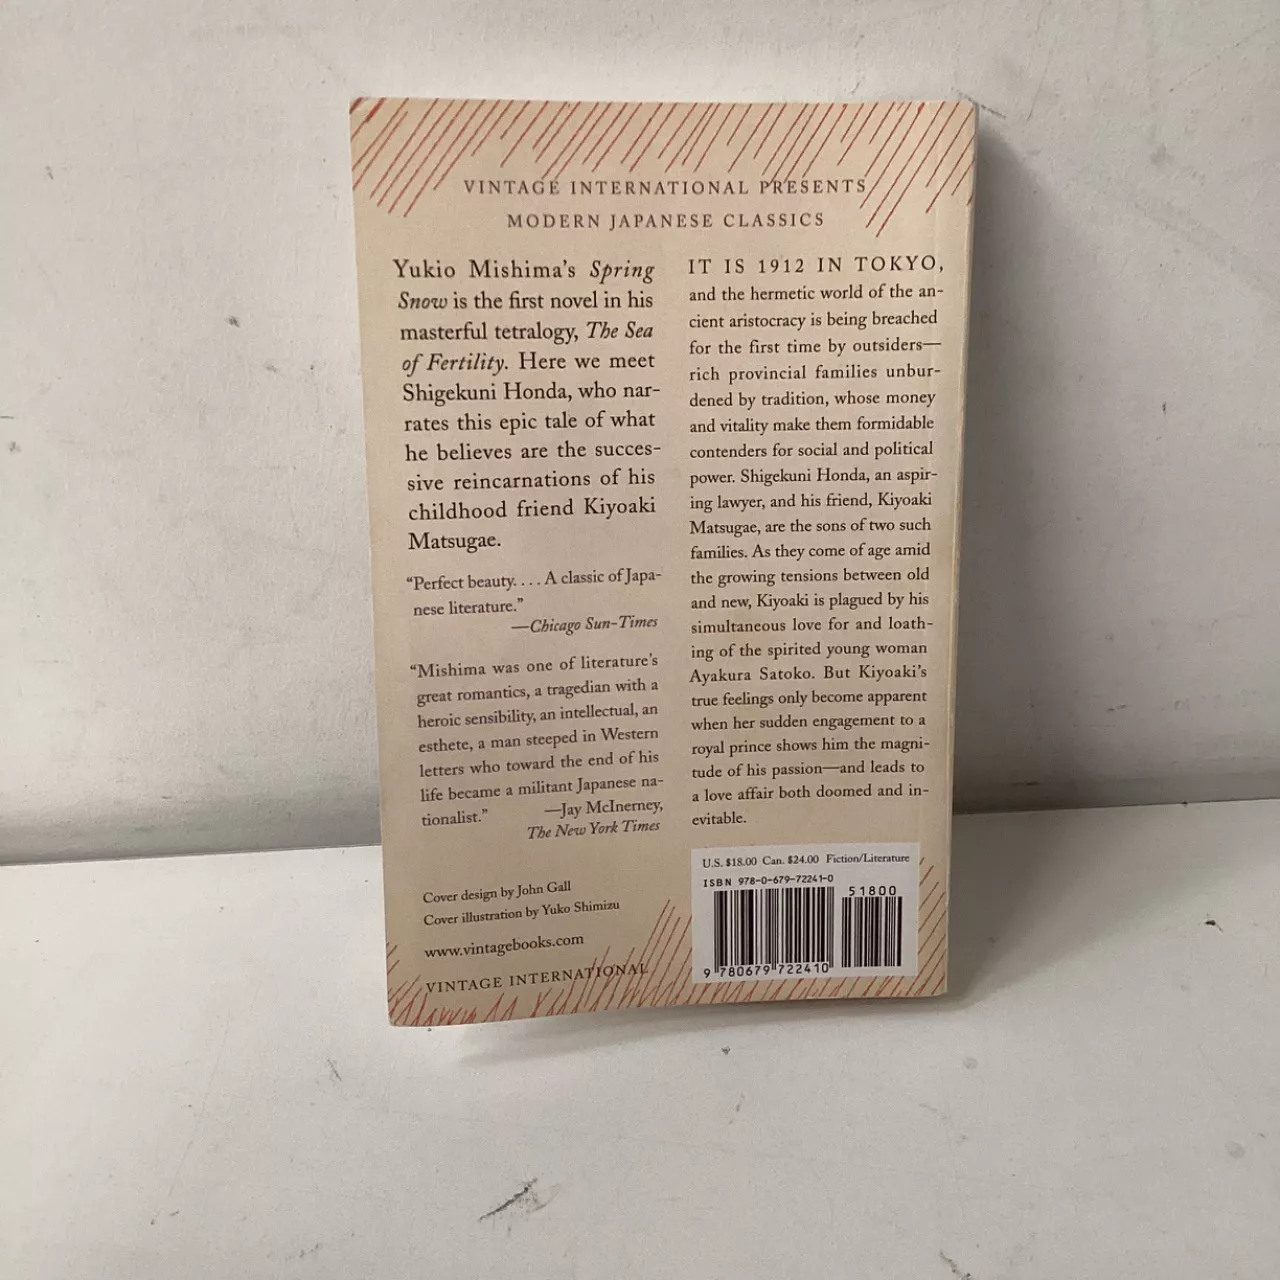 VINTAGE INTERNATIONAL PRESENTS
MODERN JAPANESE CLASSICS
Yukio Mishima's Spring
Snow is the first novel in his
masterful tetralogy, The Sea
of Fertility. Here we meet
Shigekuni Honda, who nar-
rates this epic tale of what
he believes are the succes-
sive reincarnations of his
childhood friend Kiyoaki
Matsugae.
“Perfect beauty. . . . A classic of Japa-
nese literature.”
—Chicago Sun-Times
“Mishima was one of literature's
great romantics, a tragedian with a
heroic sensibility, an intellectual, an
esthete, a man steeped in Western
letters who toward the end of his
life became a militant Japanese na-
tionalist.” —Jay McInerney,
The New York Times
Cover design by John Gall
Cover illustration by Yuko Shimizu
www.vintagebooks.com
VINTAGE INTERNATIONAL
IT IS 1912 IN TOKYO,
and the hermetic world of the an-
cient aristocracy is being breached
for the first time by outsiders—
rich provincial families unbur-
dened by tradition, whose money
and vitality make them formidable
contenders for social and political
power. Shigekuni Honda, an aspir-
ing lawyer, and his friend, Kiyoaki
Matsugae, are the sons of two such
families. As they come of age amid
the growing tensions between old
and new, Kiyoaki is plagued by his
simultaneous love for and loath-
ing of the spirited young woman
Ayakura Satoko. But Kiyoaki's
true feelings only become apparent
when her sudden engagement to a
royal prince shows him the magni-
tude of his passion—and leads to
a love affair both doomed and in-
evitable.
U.S. $18.00 Can. $24.00 Fiction/Literature
ISBN 978-0-679-72241-0
51800
9 780679 722410